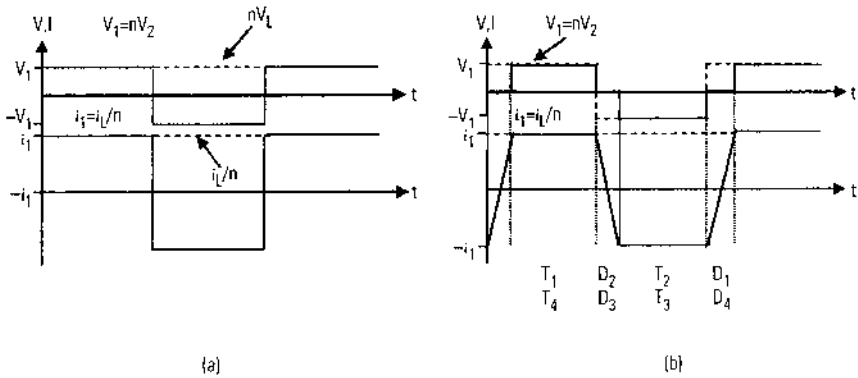 V,I
V₁=nV₂
nV_L
V₁
t
−V₁
i₁=i_L/n
i₁
i_L/n
−i₁
t
(a)
V,I
V₁=nV₂
V₁
t
−V₁
i₁=i_L/n
i₁
t
−i₁
T₁ D₂ T₂ D₁
T₄ D₃ T₃ D₄
(b)